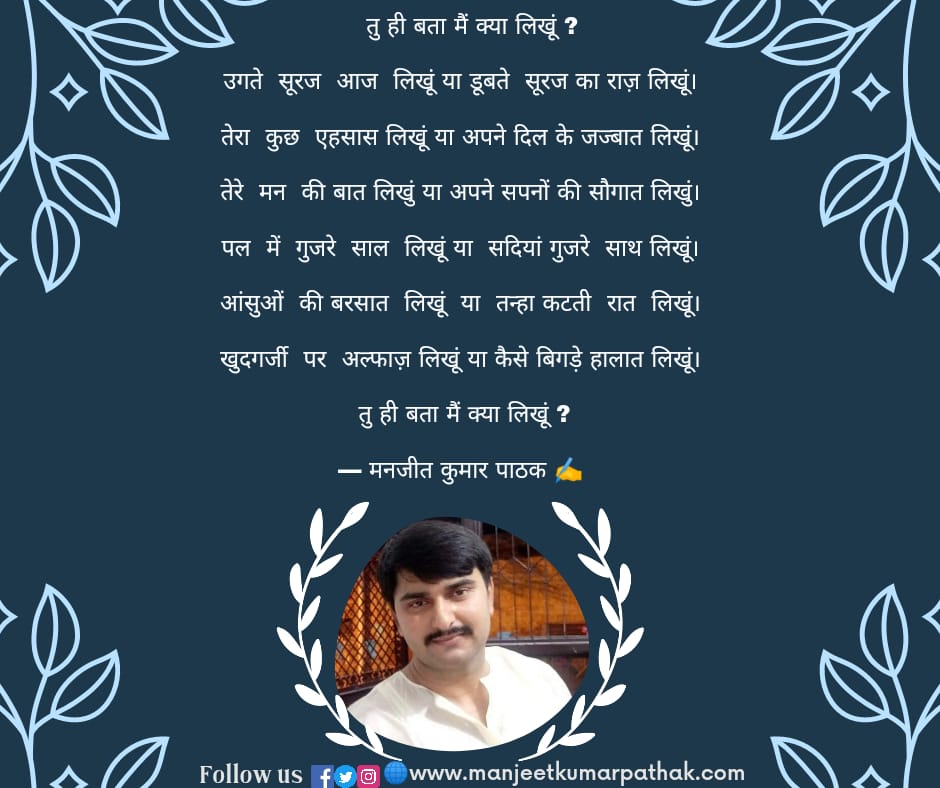 तु ही बता मैं क्या लिखूं ?
उगते सूरज आज लिखूं या डूबते सूरज का राज़ लिखूं।
तेरा कुछ एहसास लिखूं या अपने दिल के जज्बात लिखूं।
तेरे मन की बात लिखुं या अपने सपनों की सौगात लिखुं।
पल में गुजरे साल लिखूं या सदियां गुजरे साथ लिखूं।
आंसुओं की बरसात लिखूं या तन्हा कटती रात लिखूं।
खुदगर्जी पर अल्फाज़ लिखूं या कैसे बिगड़े हालात लिखूं।
तु ही बता मैं क्या लिखूं ?
— मनजीत कुमार पाठक ✍️
Follow us www.manjeetkumarpathak.com